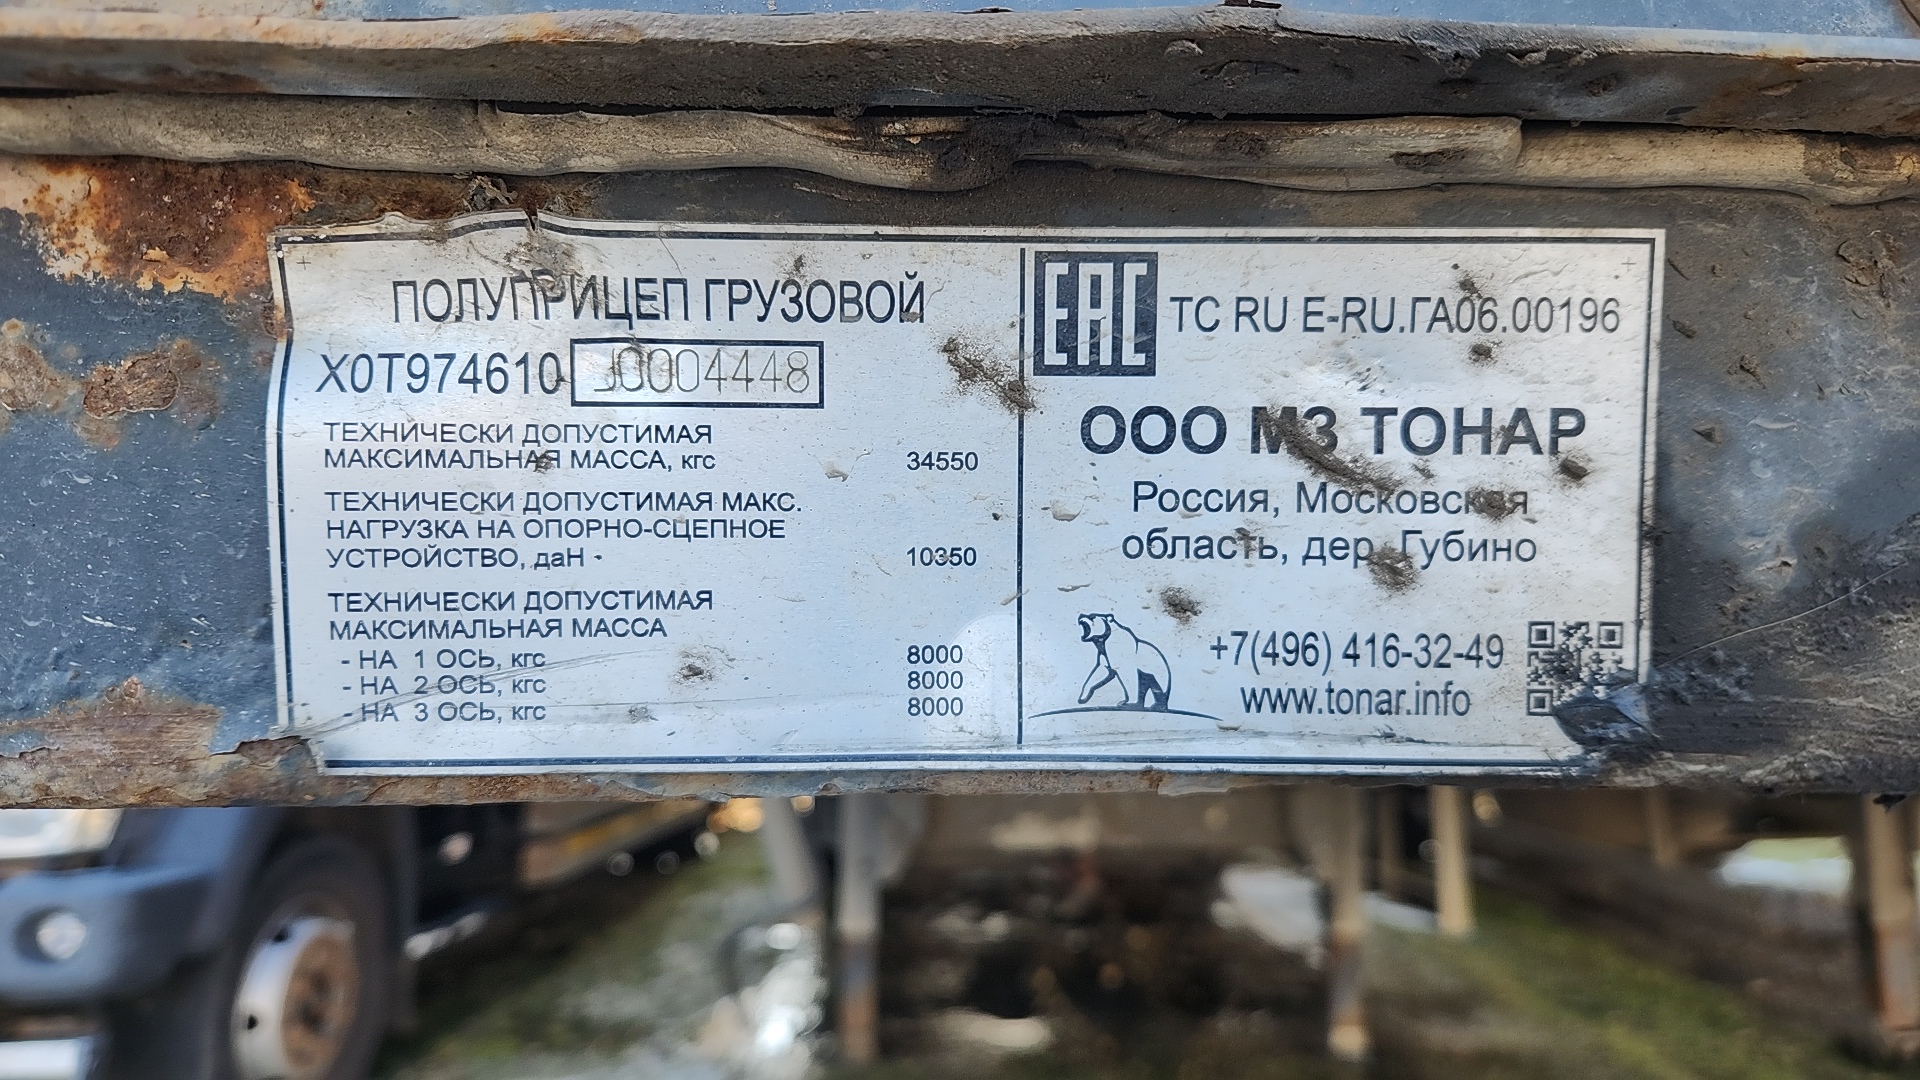 ПОЛУПРИЦЕП ГРУЗОВОЙ
X0T974610 J0004448
ТЕХНИЧЕСКИ ДОПУСТИМАЯ
МАКСИМАЛЬНАЯ МАССА, кгс 34550
ТЕХНИЧЕСКИ ДОПУСТИМАЯ МАКС.
НАГРУЗКА НА ОПОРНО-СЦЕПНОЕ
УСТРОЙСТВО, даН - 10350
ТЕХНИЧЕСКИ ДОПУСТИМАЯ
МАКСИМАЛЬНАЯ МАССА
- НА 1 ОСЬ, кгс 8000
- НА 2 ОСЬ, кгс 8000
- НА 3 ОСЬ, кгс 8000
EAC ТС RU E-RU.ГА06.00196
ООО МЗ ТОНАР
Россия, Московская
область, дер. Губино
+7(496) 416-32-49
www.tonar.info